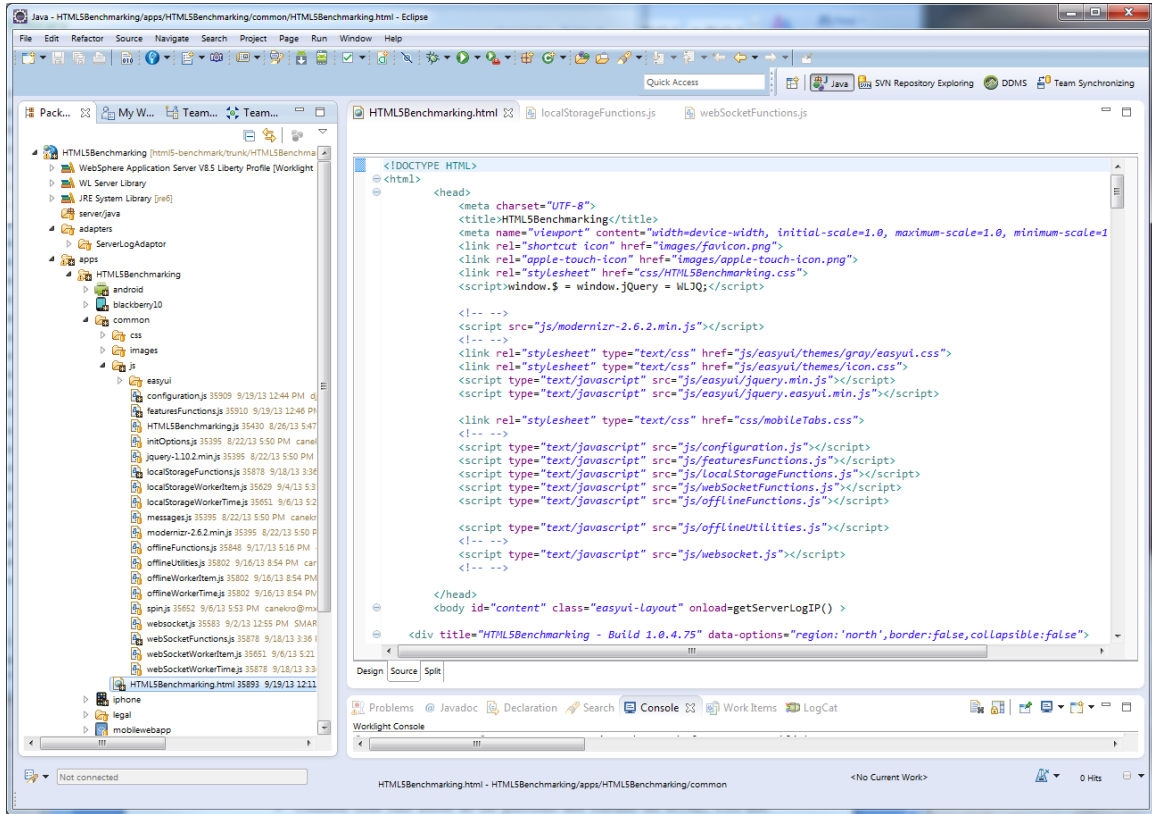 Java - HTML5Benchmarking/apps/HTML5Benchmarking/common/HTML5Benchmarking.html - Eclipse
File Edit Refactor Source Navigate Search Project Page Run Window Help
Quick Access
Java SVN Repository Exploring DDMS Team Synchronizing
Pack... My W... Team... Team...
HTML5Benchmarking [html5-benchmark/trunk/HTML5Benchma
WebSphere Application Server V8.5 Liberty Profile [Worklight
WL Server Library
JRE System Library [jre6]
server/java
adapters
ServerLogAdaptor
apps
HTML5Benchmarking
android
blackberry10
common
css
images
js
easyui
configuration.js 35909 9/19/13 12:44 PM dj
featuresFunctions.js 35910 9/19/13 12:46 PM
HTML5Benchmarking.js 35430 8/26/13 5:47
initOptions.js 35395 8/22/13 5:50 PM canel
jquery-1.10.2.min.js 35395 8/22/13 5:50 PM
localStorageFunctions.js 35878 9/18/13 3:36
localStorageWorkerItem.js 35629 9/4/13 5:3
localStorageWorkerTime.js 35651 9/6/13 5:2
messages.js 35395 8/22/13 5:50 PM canekr
modernizr-2.6.2.min.js 35395 8/22/13 5:50 P
offlineFunctions.js 35848 9/17/13 5:16 PM
offlineUtilities.js 35802 9/16/13 8:54 PM car
offlineWorkerItem.js 35802 9/16/13 8:54 PM
offlineWorkerTime.js 35802 9/16/13 8:54 PM
spin.js 35652 9/6/13 5:53 PM canekro@mx
websocket.js 35583 9/2/13 12:55 PM SMAR
webSocketFunctions.js 35878 9/18/13 3:36
webSocketWorkerItem.js 35651 9/6/13 5:21
webSocketWorkerTime.js 35878 9/18/13 3:3
HTML5Benchmarking.html 35893 9/19/13 12:11
iphone
legal
mobilewebapp
HTML5Benchmarking.html localStorageFunctions.js webSocketFunctions.js
<!DOCTYPE HTML>
<html>
<head>
<meta charset="UTF-8">
<title>HTML5Benchmarking</title>
<meta name="viewport" content="width=device-width, initial-scale=1.0, maximum-scale=1.0, minimum-scale=1
<link rel="shortcut icon" href="images/favicon.png">
<link rel="apple-touch-icon" href="images/apple-touch-icon.png">
<link rel="stylesheet" href="css/HTML5Benchmarking.css">
<script>window.$ = window.jQuery = WLJQ;</script>
<!-- -->
<script src="js/modernizr-2.6.2.min.js"></script>
<!-- -->
<link rel="stylesheet" type="text/css" href="js/easyui/themes/gray/easyui.css">
<link rel="stylesheet" type="text/css" href="js/easyui/themes/icon.css">
<script type="text/javascript" src="js/easyui/jquery.min.js"></script>
<script type="text/javascript" src="js/easyui/jquery.easyui.min.js"></script>
<link rel="stylesheet" type="text/css" href="css/mobileTabs.css">
<!-- -->
<script type="text/javascript" src="js/configuration.js"></script>
<script type="text/javascript" src="js/featuresFunctions.js"></script>
<script type="text/javascript" src="js/localStorageFunctions.js"></script>
<script type="text/javascript" src="js/webSocketFunctions.js"></script>
<script type="text/javascript" src="js/offlineFunctions.js"></script>
<script type="text/javascript" src="js/offlineUtilities.js"></script>
<!-- -->
<script type="text/javascript" src="js/websocket.js"></script>
<!-- -->
</head>
<body id="content" class="easyui-layout" onload=getServerLogIP() >
<div title="HTML5Benchmarking - Build 1.0.4.75" data-options="region:'north',border:false,collapsible:false">
Design Source Split
Problems Javadoc Declaration Search Console Work Items LogCat
Worklight Console
Not connected
HTML5Benchmarking.html - HTML5Benchmarking/apps/HTML5Benchmarking/common
<No Current Work>
0 Hits